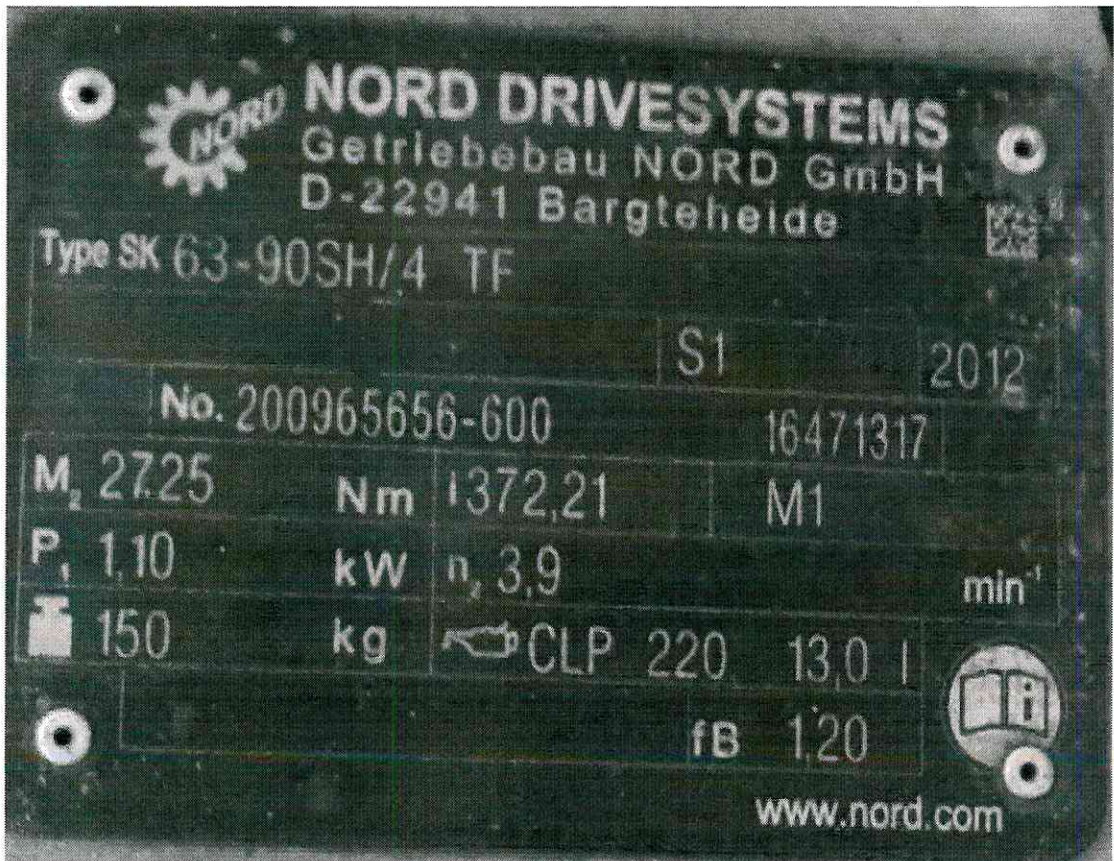 NORD
NORD DRIVESYSTEMS
Getriebebau NORD GmbH
D-22941 Bargteheide
Type SK 63-90SH/4 TF
S1 2012
No. 200965656-600 16471317
M₂ 27.25 Nm i 372,21 M1
P₁ 1,10 kW n₂ 3,9 min⁻¹
150 kg CLP 220 13,0 l
fB 1,20
www.nord.com